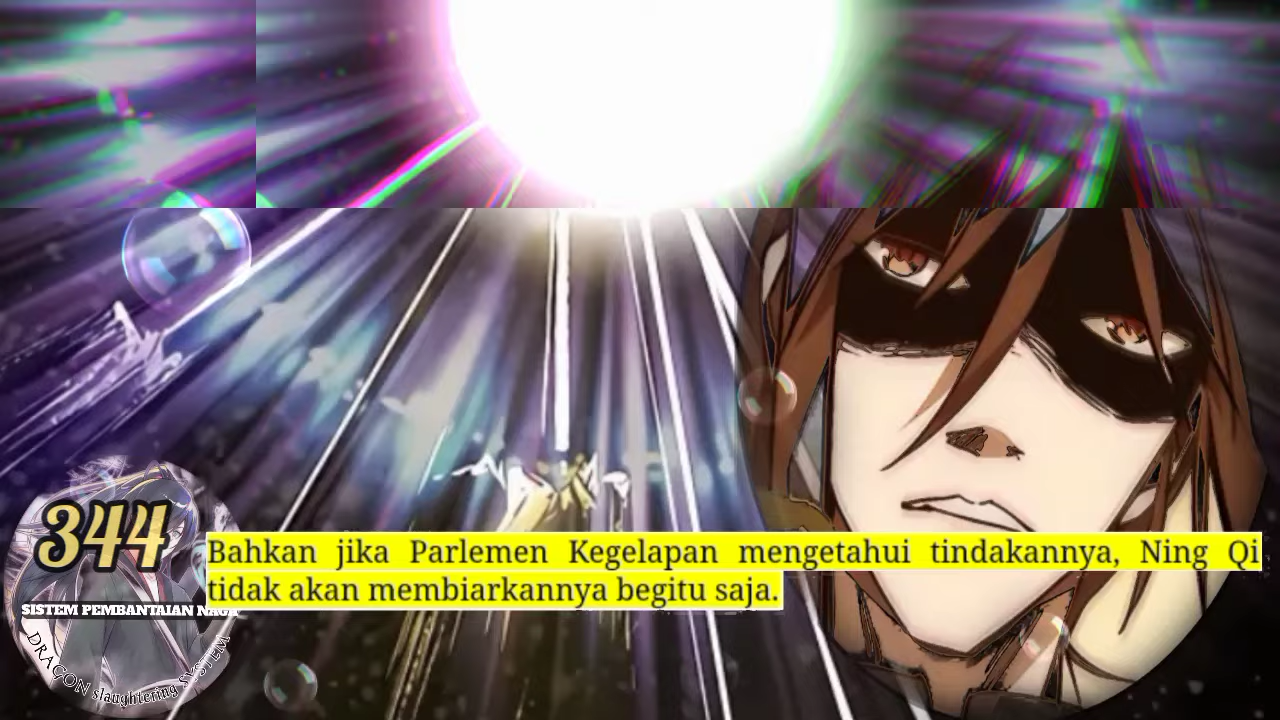 344
SISTEM PEMBANTAIAN NAGA
DRAGON slaughtering SYSTEM
Bahkan jika Parlemen Kegelapan mengetahui tindakannya, Ning Qi
tidak akan membiarkannya begitu saja.